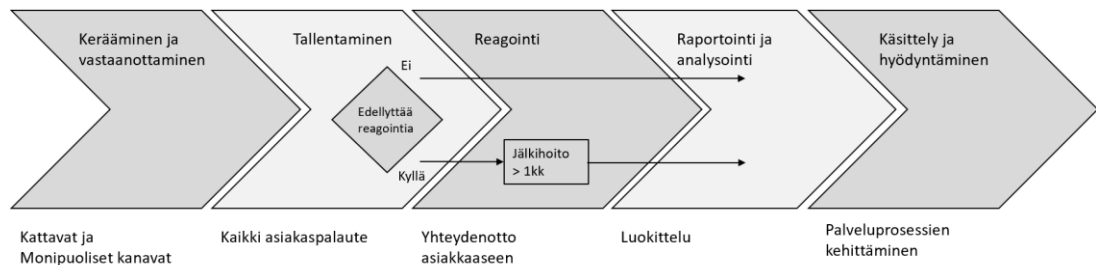 Kerääminen ja
vastaanottaminen
Tallentaminen
Ei
Edellyttää
reagointia
Kyllä
Reagointi
Jälkihoito
> 1kk
Raportointi ja
analysointi
Käsittely ja
hyödyntäminen
Kattavat ja
Monipuoliset kanavat
Kaikki asiakaspalaute
Yhteydenotto
asiakkaaseen
Luokittelu
Palveluprosessien
kehittäminen